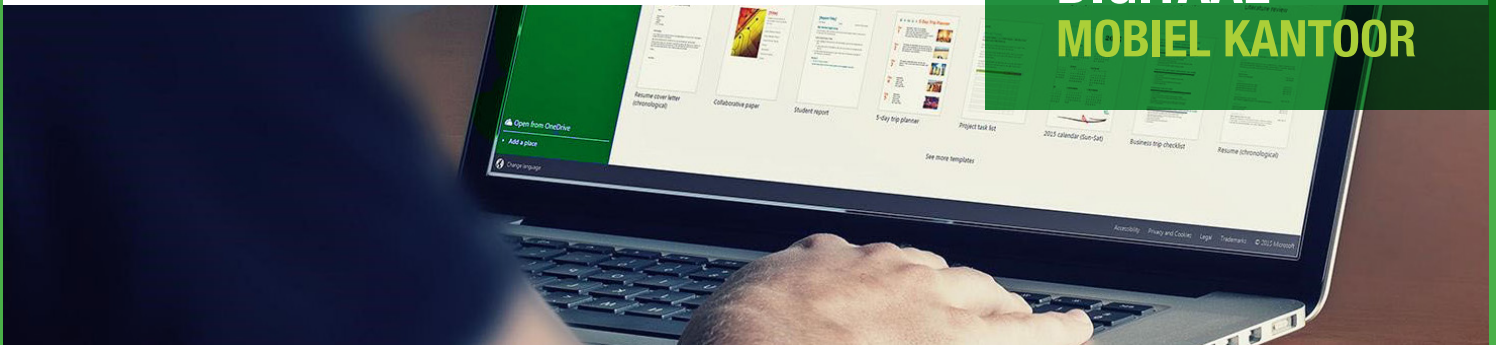 MOBIEL KANTOOR
Literature review
Resume cover letter
(chronological)
Collaborative paper
Student report
5-day trip planner
Project task list
2015 calendar (Sun-Sat)
Business trip checklist
Resume (chronological)
See more templates
Open from OneDrive
Add a place
Change language
Accessibility
Privacy and Cookies
Legal
Trademarks
© 2015 Microsoft